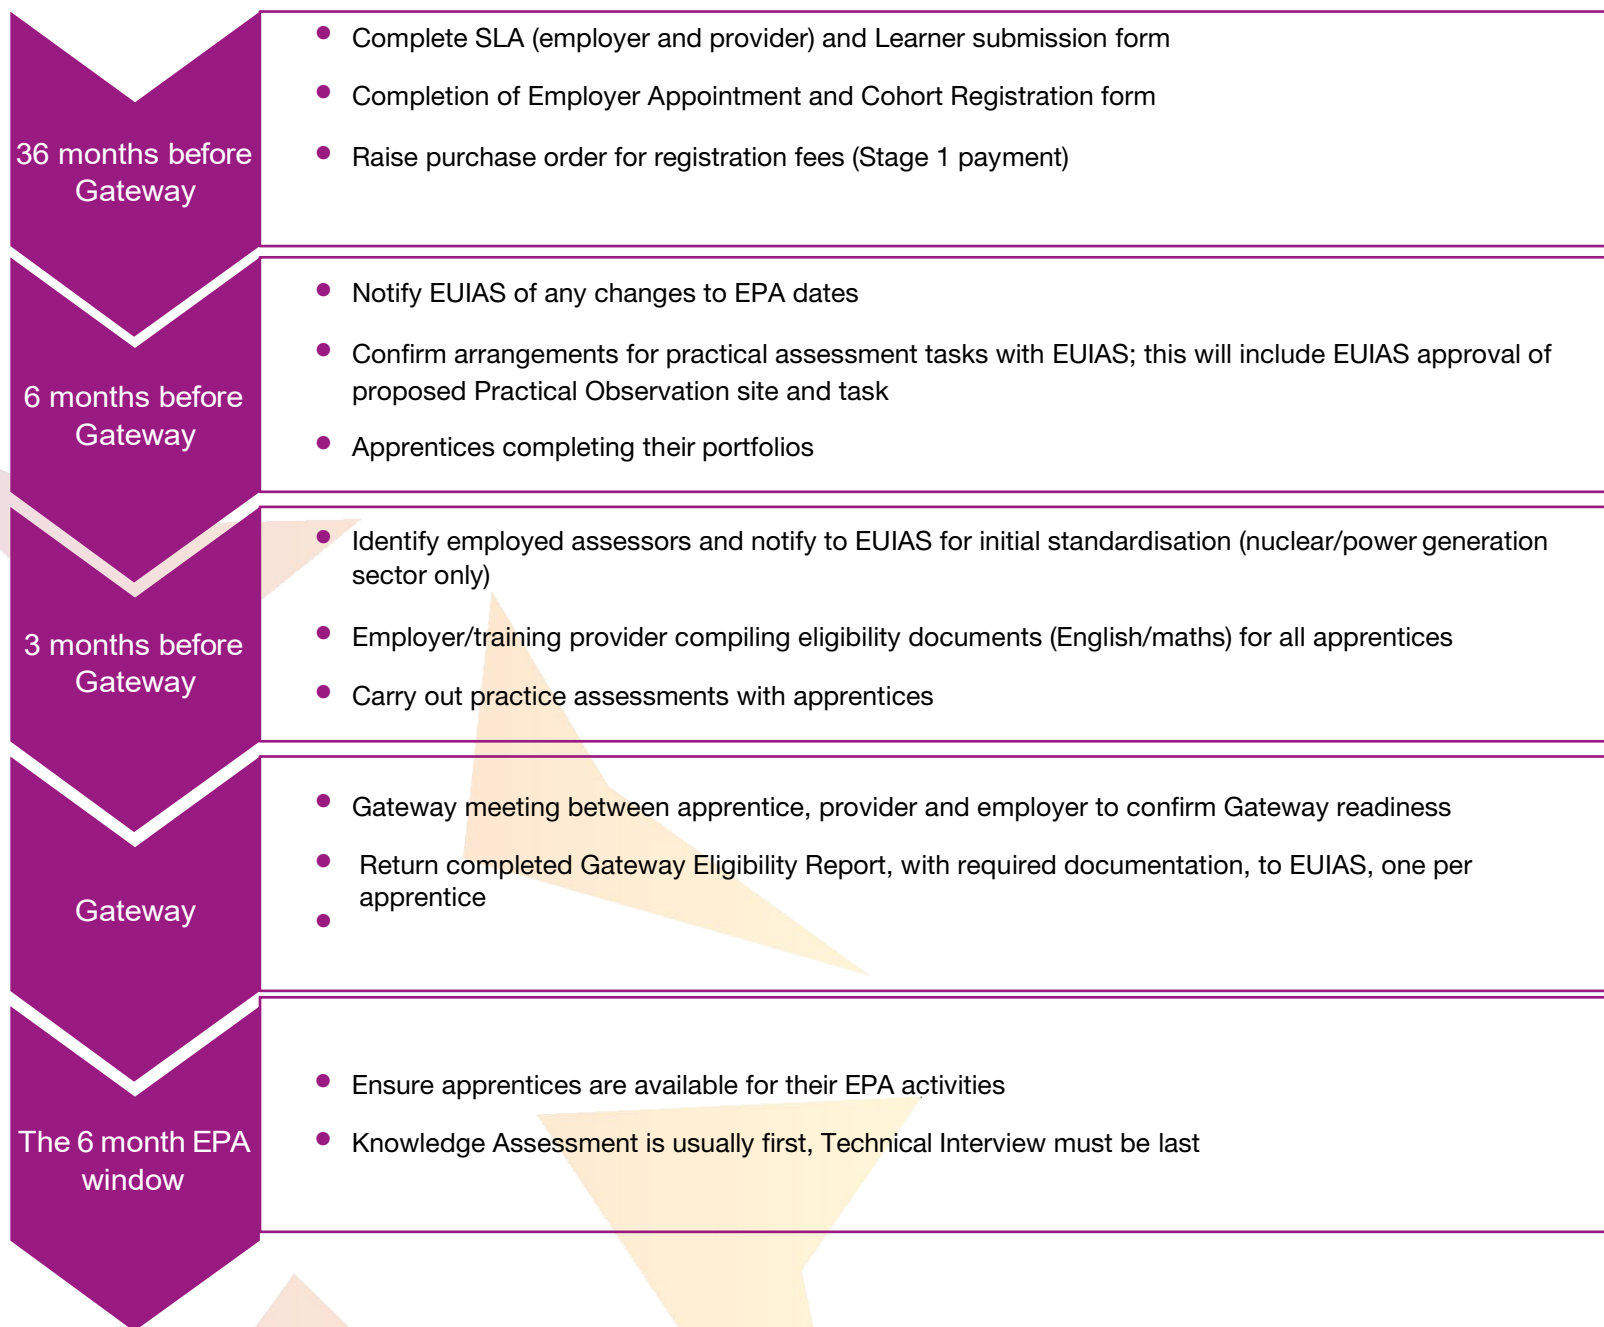 36 months before
Gateway
• Complete SLA (employer and provider) and Learner submission form
• Completion of Employer Appointment and Cohort Registration form
• Raise purchase order for registration fees (Stage 1 payment)
6 months before
Gateway
• Notify EUIAS of any changes to EPA dates
• Confirm arrangements for practical assessment tasks with EUIAS; this will include EUIAS approval of
proposed Practical Observation site and task
• Apprentices completing their portfolios
3 months before
Gateway
• Identify employed assessors and notify to EUIAS for initial standardisation (nuclear/power generation
sector only)
• Employer/training provider compiling eligibility documents (English/maths) for all apprentices
• Carry out practice assessments with apprentices
Gateway
• Gateway meeting between apprentice, provider and employer to confirm Gateway readiness
• Return completed Gateway Eligibility Report, with required documentation, to EUIAS, one per
apprentice
•
The 6 month EPA
window
• Ensure apprentices are available for their EPA activities
• Knowledge Assessment is usually first, Technical Interview must be last